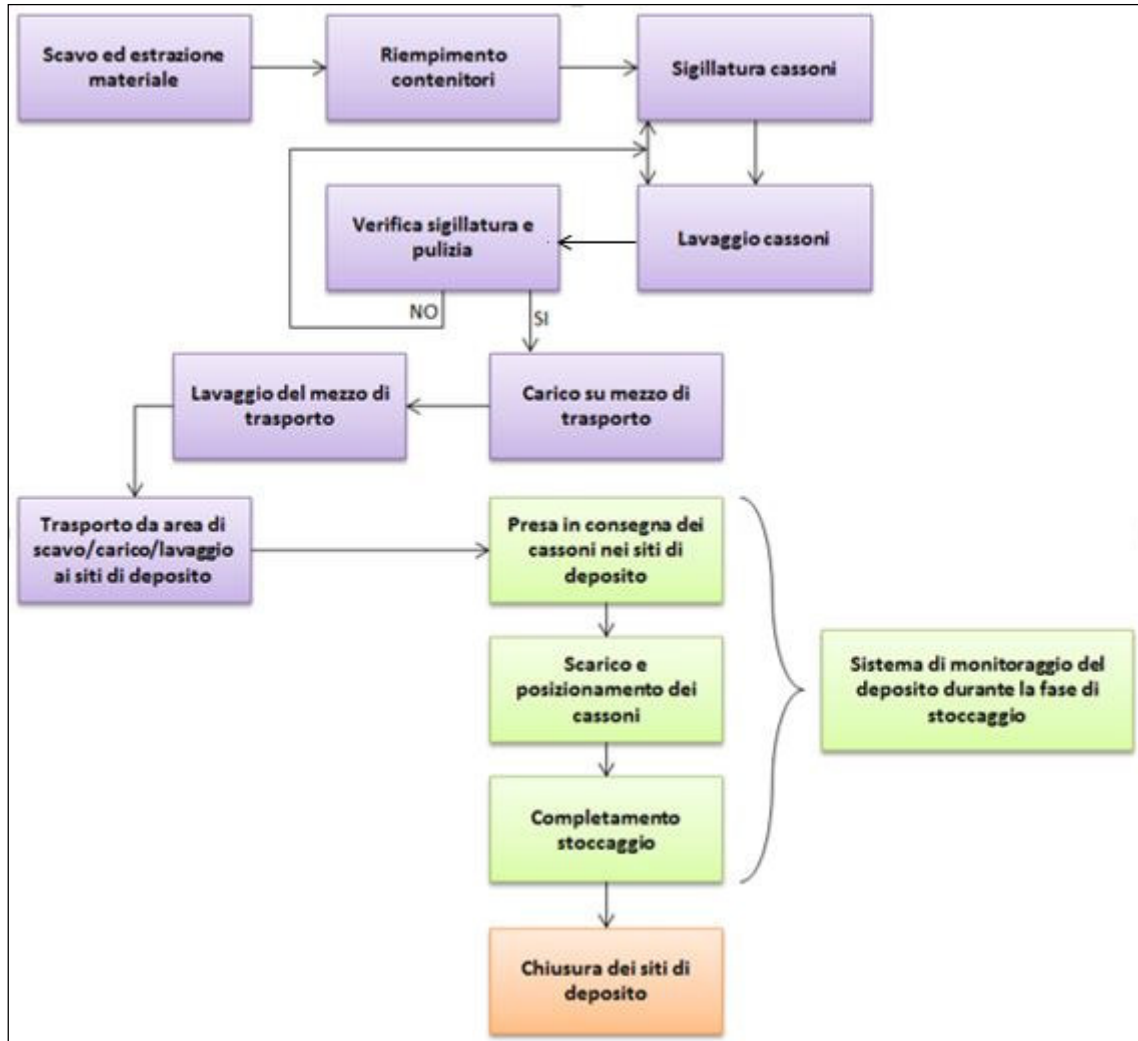 Scavo ed estrazione
materiale
Riempimento
contenitori
Sigillatura cassoni
Verifica sigillatura e
pulizia
Lavaggio cassoni
NO
SI
Lavaggio del mezzo di
trasporto
Carico su mezzo di
trasporto
Trasporto da area di
scavo/carico/lavaggio
ai siti di deposito
Presa in consegna dei
cassoni nei siti di
deposito
Scarico e
posizionamento dei
cassoni
Sistema di monitoraggio del
deposito durante la fase di
stoccaggio
Completamento
stoccaggio
Chiusura dei siti di
deposito